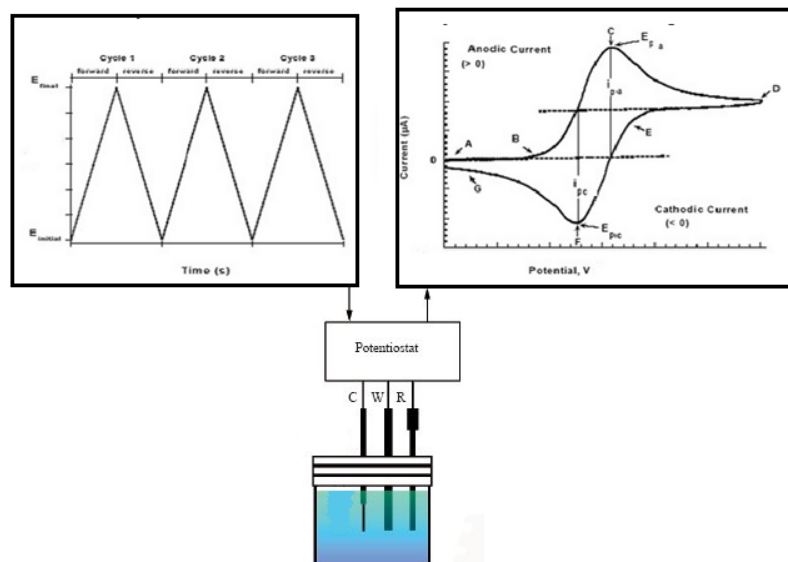 Cycle 1 Cycle 2 Cycle 3
forward reverse forward reverse forward reverse
E final
E initial
Time (s)
C
E p a
Anodic Current
(> 0)
i pa
D
Current (µA)
A
B
E
0
G
i pc
Cathodic Current
(< 0)
E p,c
F
Potential, V
Potentiostat
C W R